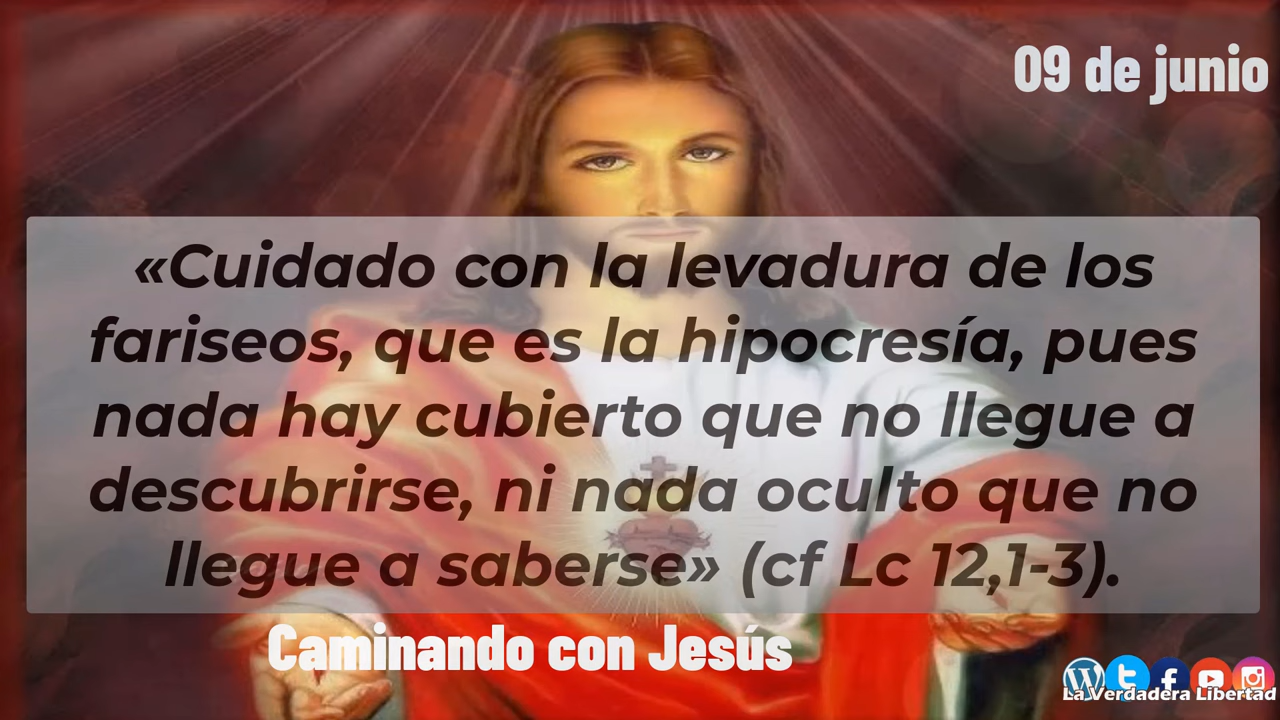 09 de junio
«Cuidado con la levadura de los
fariseos, que es la hipocresía, pues
nada hay cubierto que no llegue a
descubrirse, ni nada oculto que no
llegue a saberse» (cf Lc 12,1-3).
Caminando con Jesús
La Verdadera Libertad